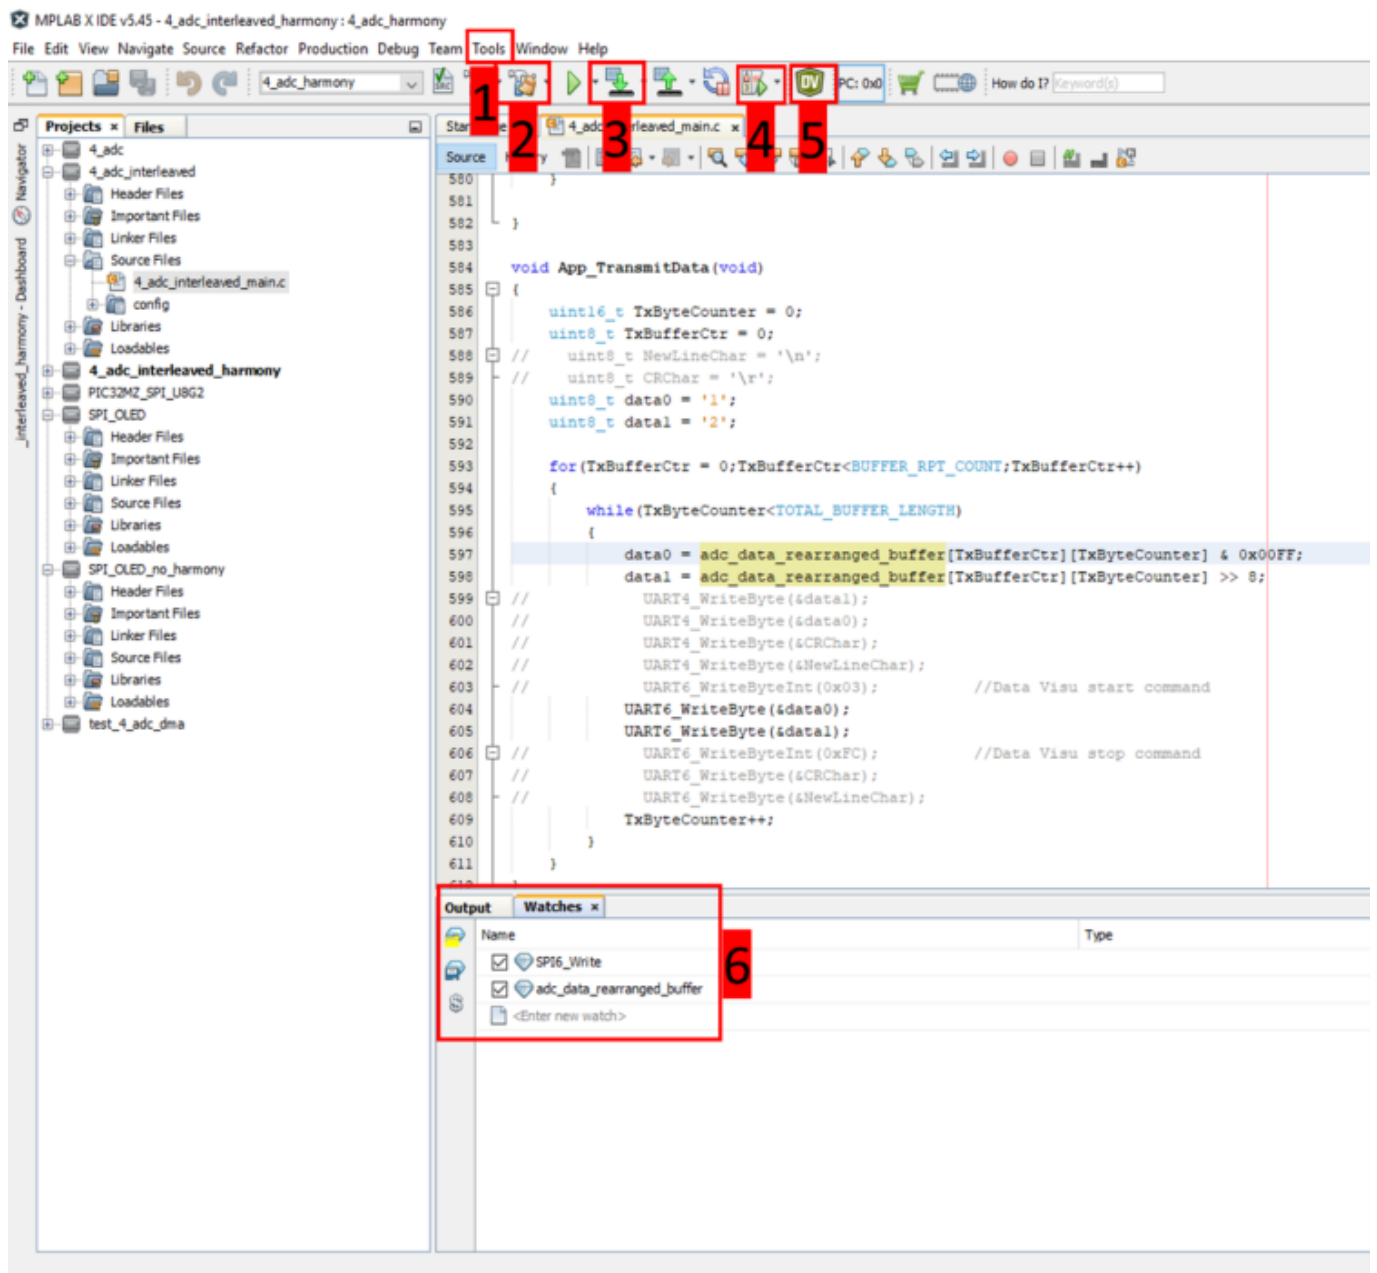 MPLAB X IDE v5.45 - 4_adc_interleaved_harmony : 4_adc_harmony
File Edit View Navigate Source Refactor Production Debug Team Tools Window Help
4_adc_harmony
PC: 0x0
How do I? Keyword(s)
1
2
3
4
5
DV
SRC
Projects × Files
4_adc
4_adc_interleaved
Header Files
Important Files
Linker Files
Source Files
4_adc_interleaved_main.c
config
Libraries
Loadables
4_adc_interleaved_harmony
PIC32MZ_SPI_U8G2
SPI_OLED
Header Files
Important Files
Linker Files
Source Files
Libraries
Loadables
SPI_OLED_no_harmony
Header Files
Important Files
Linker Files
Source Files
Libraries
Loadables
test_4_adc_dma
Navigator
_interleaved_harmony - Dashboard
Source
580 }
581
582 }
583
584 void App_TransmitData(void)
585 {
586 uint16_t TxByteCounter = 0;
587 uint8_t TxBufferCtr = 0;
588 // uint8_t NewLineChar = '\n';
589 // uint8_t CRChar = '\r';
590 uint8_t data0 = '1';
591 uint8_t data1 = '2';
592
593 for(TxBufferCtr = 0;TxBufferCtr<BUFFER_RPT_COUNT;TxBufferCtr++)
594 {
595 while(TxByteCounter<TOTAL_BUFFER_LENGTH)
596 {
597 data0 = adc_data_rearranged_buffer[TxBufferCtr][TxByteCounter] & 0x00FF;
598 data1 = adc_data_rearranged_buffer[TxBufferCtr][TxByteCounter] >> 8;
599 // UART4_WriteByte(&data1);
600 // UART4_WriteByte(&data0);
601 // UART4_WriteByte(&CRChar);
602 // UART4_WriteByte(&NewLineChar);
603 // UART6_WriteByteInt(0x03); //Data Visu start command
604 UART6_WriteByte(&data0);
605 UART6_WriteByte(&data1);
606 // UART6_WriteByteInt(0xFC); //Data Visu stop command
607 // UART6_WriteByte(&CRChar);
608 // UART6_WriteByte(&NewLineChar);
609 TxByteCounter++;
610 }
611 }
Output Watches ×
Name Type
SPI6_Write
adc_data_rearranged_buffer
<Enter new watch>
6